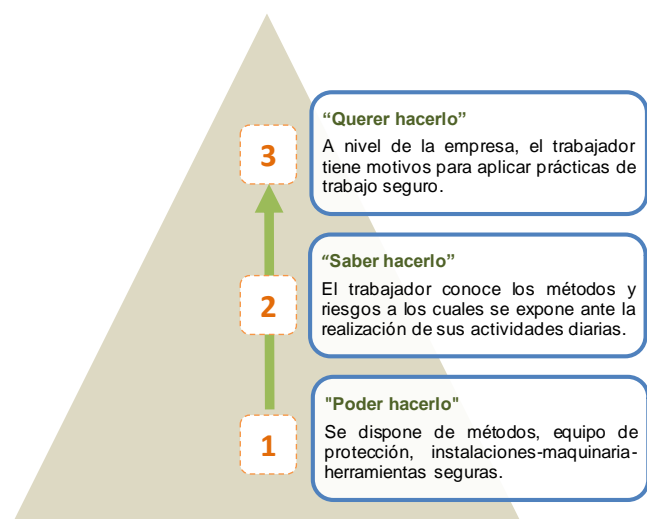 3
“Querer hacerlo”
A nivel de la empresa, el trabajador
tiene motivos para aplicar prácticas de
trabajo seguro.
2
“Saber hacerlo”
El trabajador conoce los métodos y
riesgos a los cuales se expone ante la
realización de sus actividades diarias.
1
"Poder hacerlo"
Se dispone de métodos, equipo de
protección, instalaciones-maquinaria-
herramientas seguras.